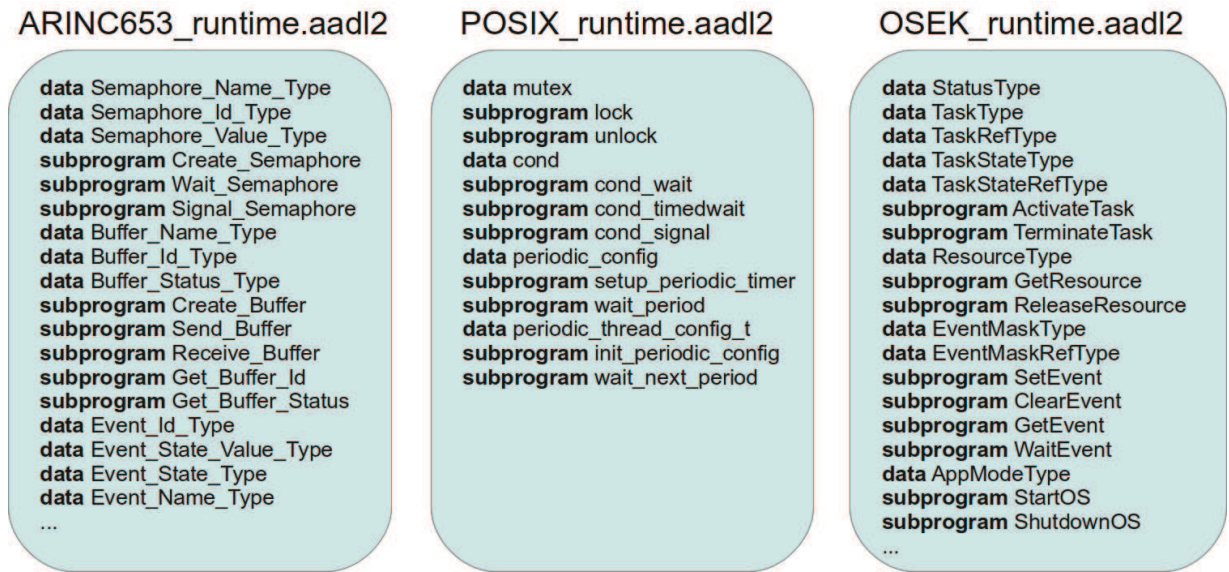 ARINC653_runtime.aadl2
data Semaphore_Name_Type
data Semaphore_Id_Type
data Semaphore_Value_Type
subprogram Create_Semaphore
subprogram Wait_Semaphore
subprogram Signal_Semaphore
data Buffer_Name_Type
data Buffer_Id_Type
data Buffer_Status_Type
subprogram Create_Buffer
subprogram Send_Buffer
subprogram Receive_Buffer
subprogram Get_Buffer_Id
subprogram Get_Buffer_Status
data Event_Id_Type
data Event_State_Value_Type
data Event_State_Type
data Event_Name_Type
...
POSIX_runtime.aadl2
data mutex
subprogram lock
subprogram unlock
data cond
subprogram cond_wait
subprogram cond_timedwait
subprogram cond_signal
data periodic_config
subprogram setup_periodic_timer
subprogram wait_period
data periodic_thread_config_t
subprogram init_periodic_config
subprogram wait_next_period
OSEK_runtime.aadl2
data StatusType
data TaskType
data TaskRefType
data TaskStateType
data TaskStateRefType
subprogram ActivateTask
subprogram TerminateTask
data ResourceType
subprogram GetResource
subprogram ReleaseResource
data EventMaskType
data EventMaskRefType
subprogram SetEvent
subprogram ClearEvent
subprogram GetEvent
subprogram WaitEvent
data AppModeType
subprogram StartOS
subprogram ShutdownOS
...